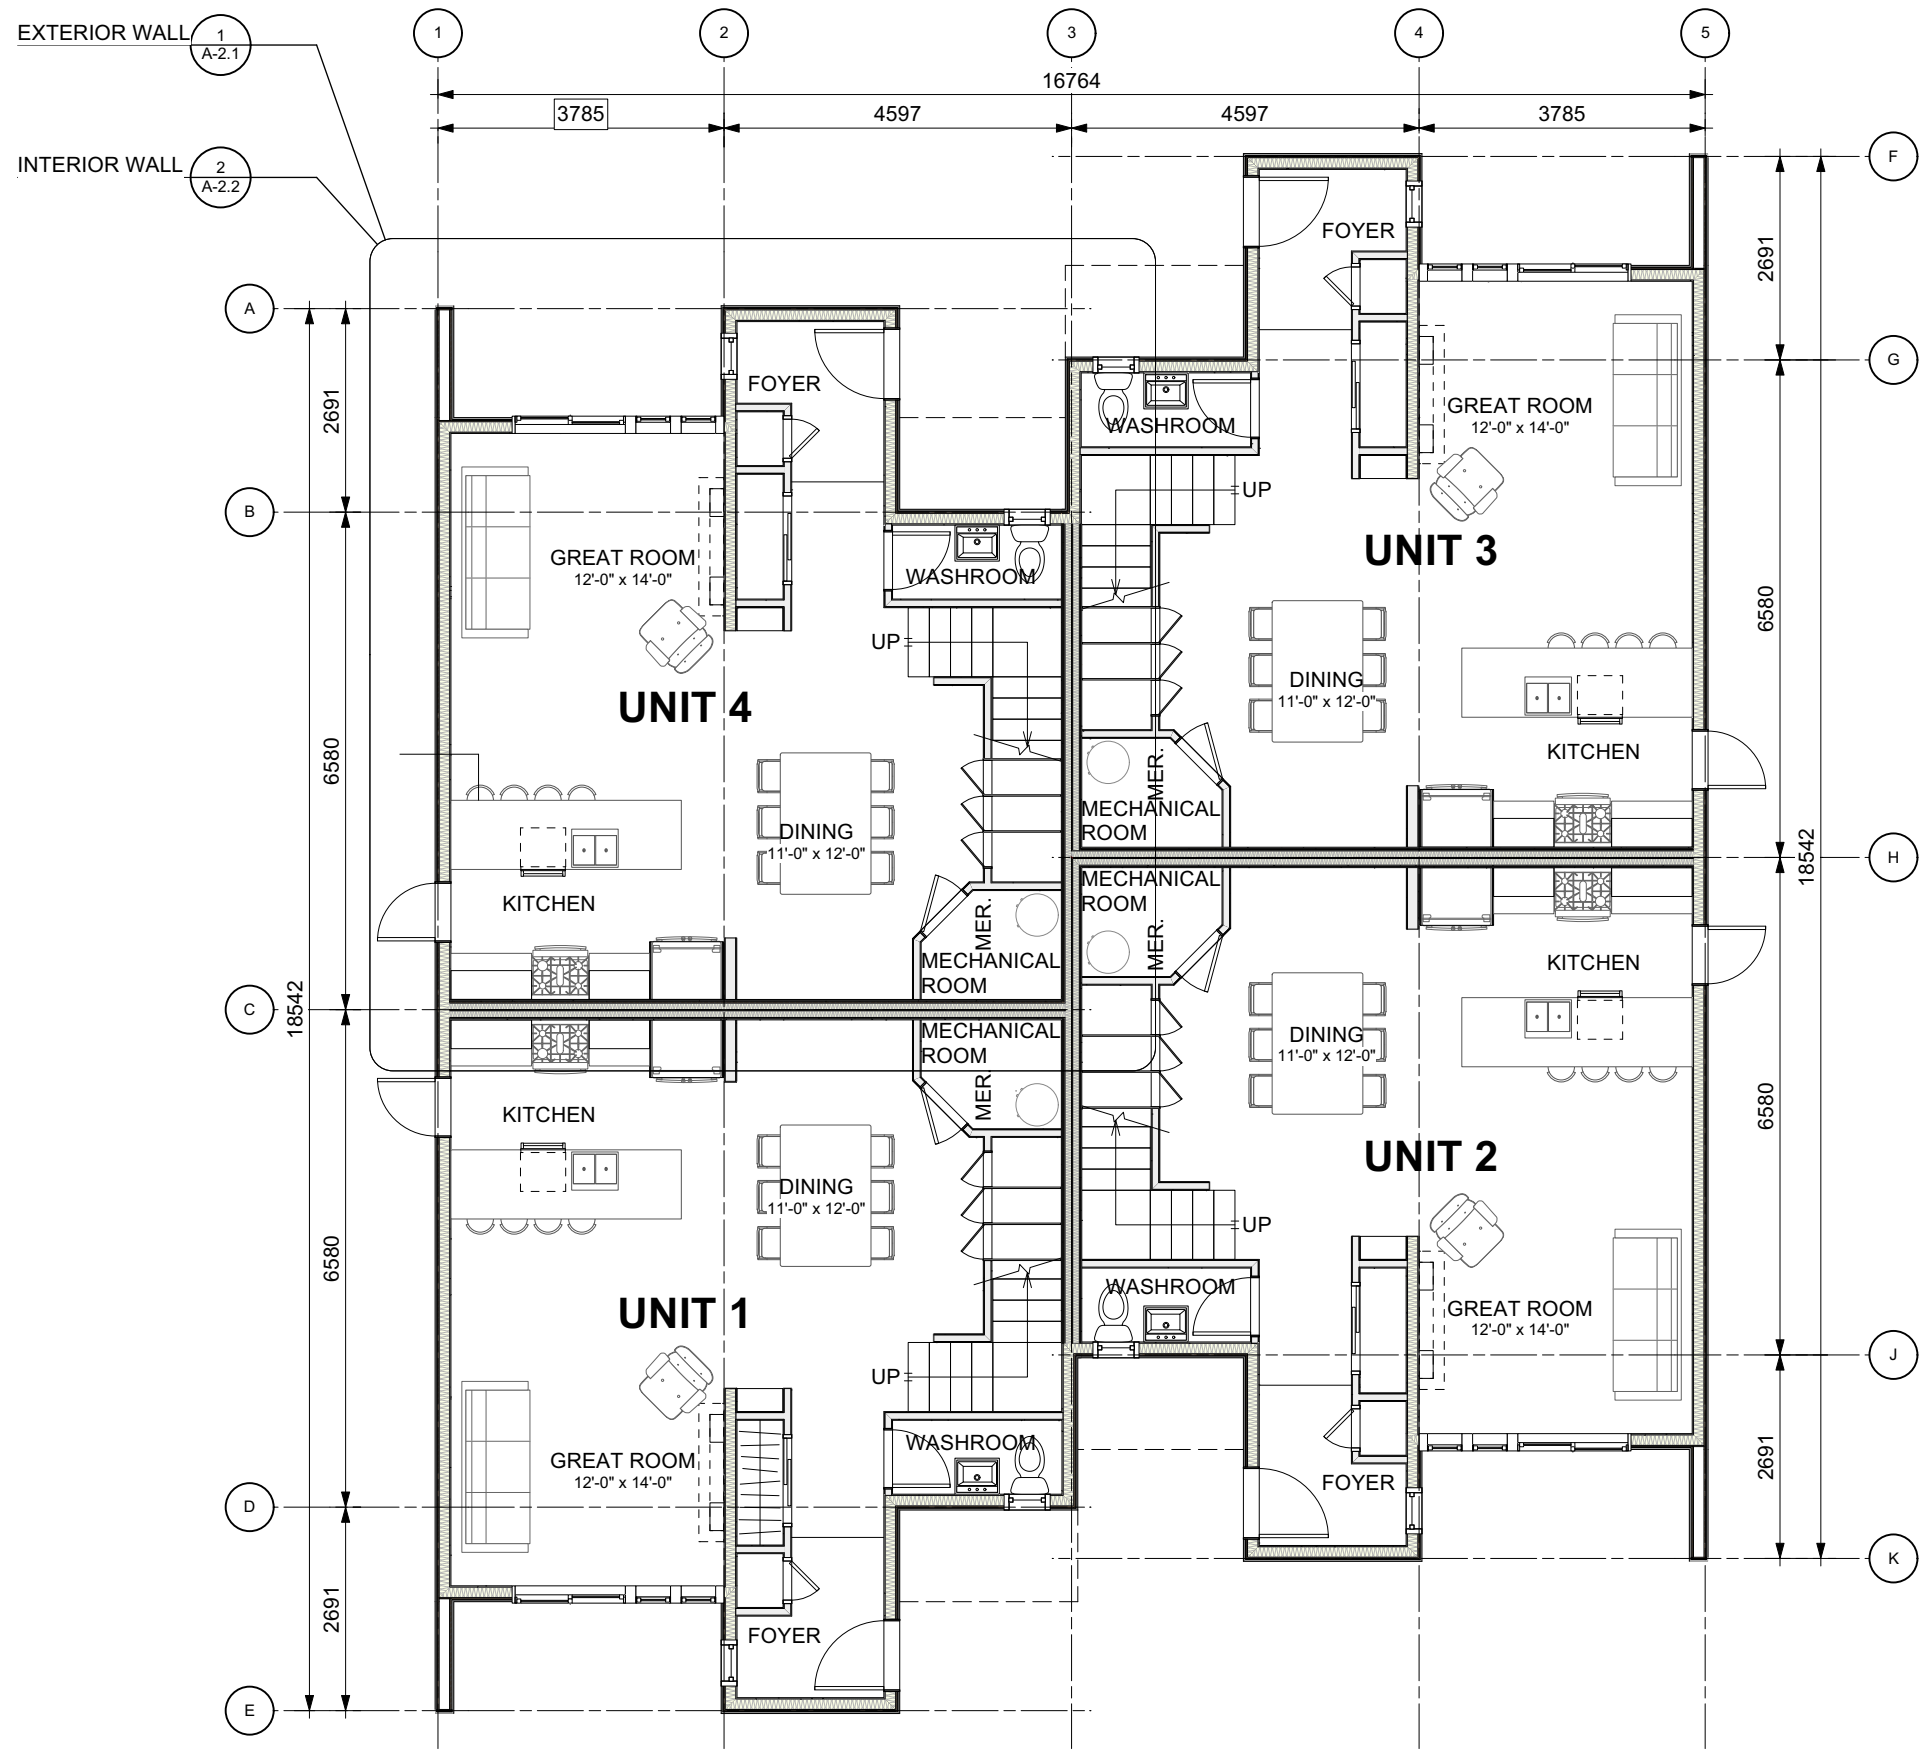 EXTERIOR WALL
1
A-2.1
1
2
3
4
5
16764
3785
4597
4597
3785
INTERIOR WALL
2
A-2.2
F
FOYER
2691
A
G
FOYER
2691
GREAT ROOM
12'-0" x 14'-0"
WASHROOM
UP
B
UNIT 3
GREAT ROOM
12'-0" x 14'-0"
WASHROOM
6580
UP
DINING
11'-0" x 12'-0"
UNIT 4
KITCHEN
6580
MER.
MECHANICAL
ROOM
DINING
11'-0" x 12'-0"
18542
H
KITCHEN
MER.
MECHANICAL
ROOM
MECHANICAL
ROOM
MER.
KITCHEN
18542
C
MECHANICAL
ROOM
MER.
DINING
11'-0" x 12'-0"
KITCHEN
6580
UNIT 2
DINING
11'-0" x 12'-0"
UP
6580
WASHROOM
UNIT 1
GREAT ROOM
12'-0" x 14'-0"
J
UP
WASHROOM
GREAT ROOM
12'-0" x 14'-0"
2691
FOYER
D
K
2691
FOYER
E